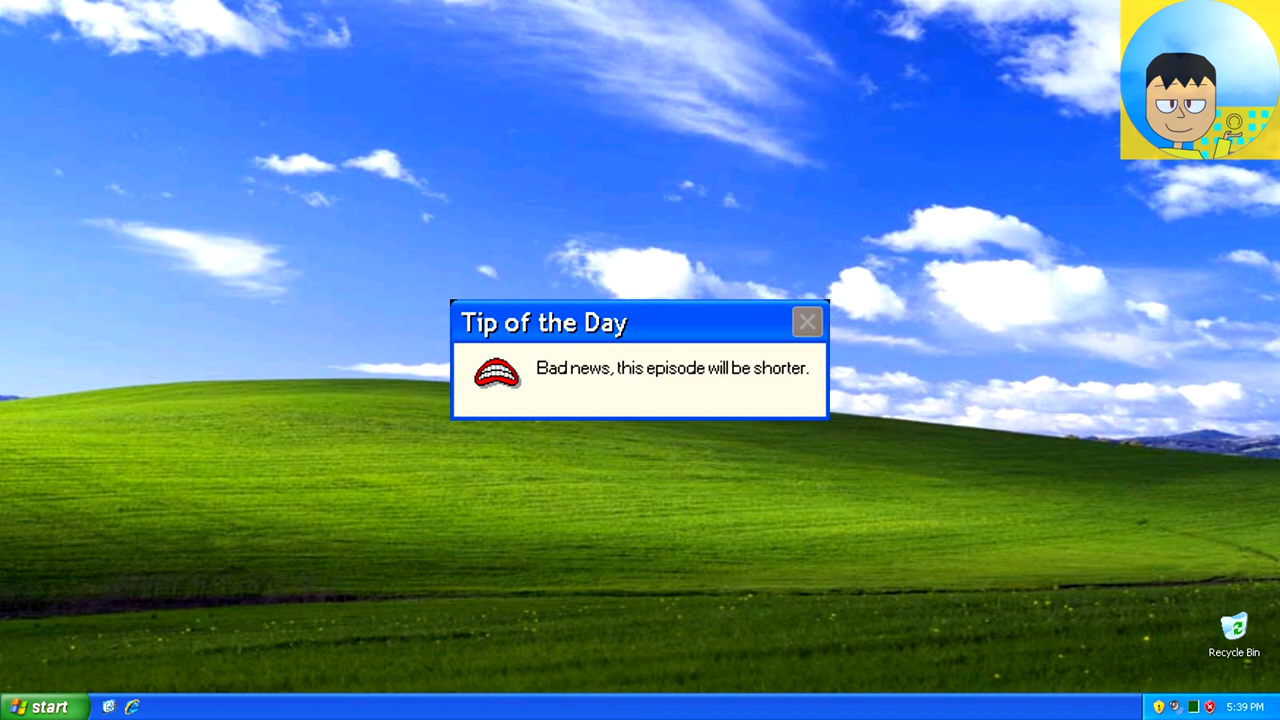 Tip of the Day
Bad news, this episode will be shorter.
Recycle Bin
start
5:39 PM